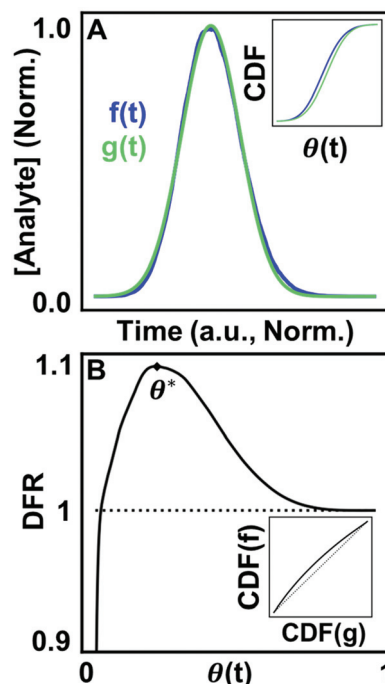 A
1.0
f(t)
g(t)
[Analyte] (Norm.)
0.0
Time (a.u., Norm.)
CDF
θ(t)
B
1.1
θ*
DFR
1
0.9
0
θ(t)
1
CDF(f)
CDF(g)